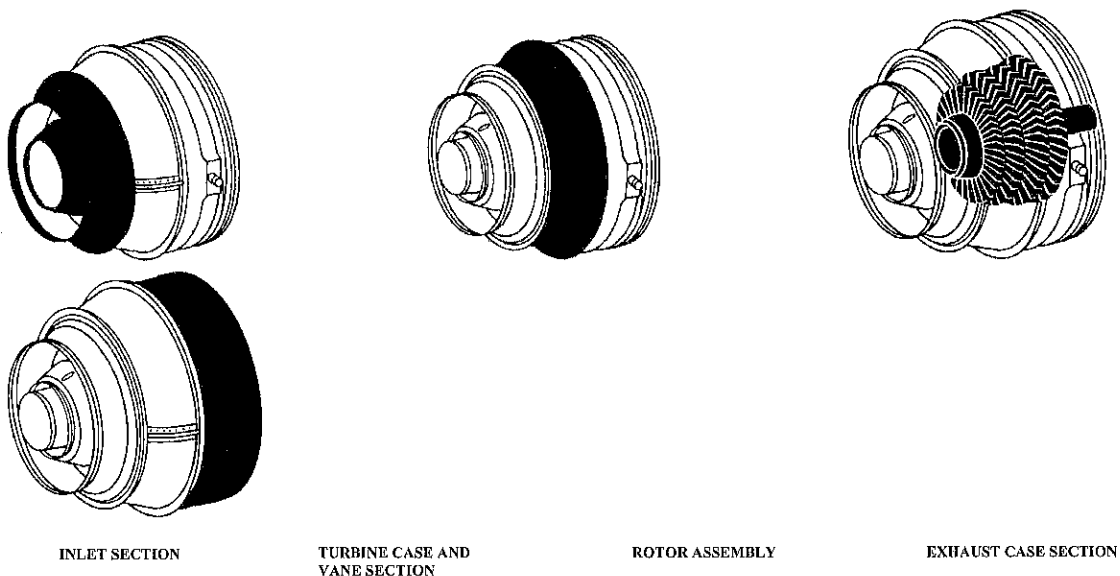 INLET SECTION
TURBINE CASE AND
VANE SECTION
ROTOR ASSEMBLY
EXHAUST CASE SECTION